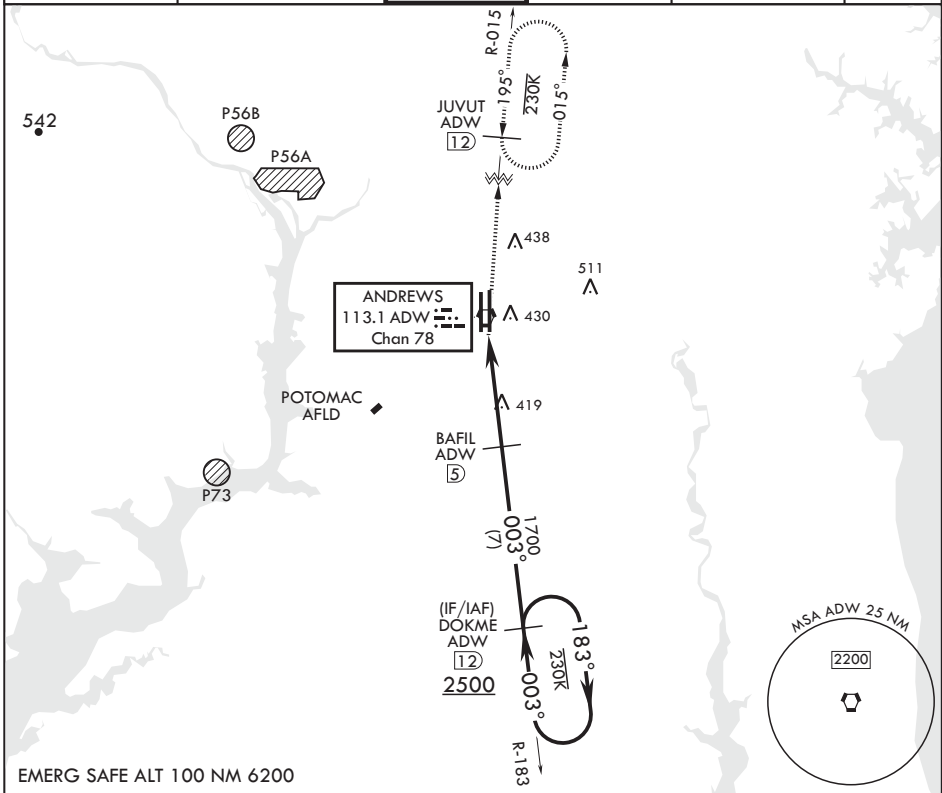 R-015
195°
230K
015°
JUVUT
ADW
12
542
P56B
P56A
438
511
ANDREWS
113.1 ADW
Chan 78
430
POTOMAC
AFLD
419
BAFIL
ADW
5
P73
1700
003°
(7)
(IF/IAF)
DOKME
ADW
12
2500
183°
230K
003°
R-183
MSA ADW 25 NM
2200
EMERG SAFE ALT 100 NM 6200